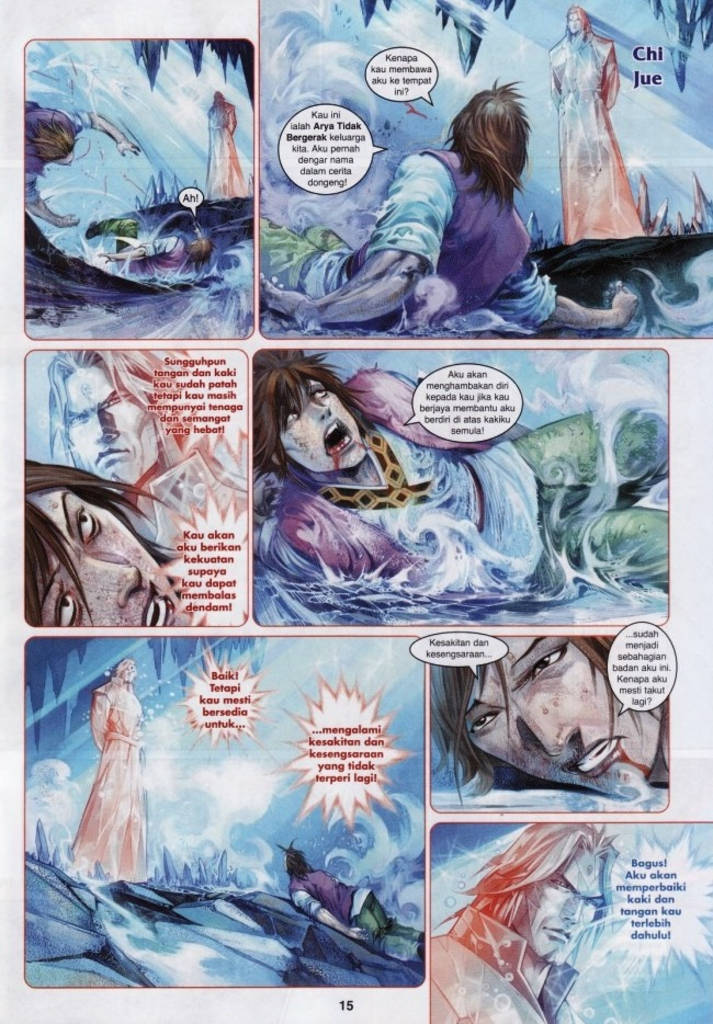 Ah!
Kenapa
kau membawa
aku ke tempat
ini?
Kau ini
ialah Arya Tidak
Bergerak keluarga
kita. Aku pernah
dengar nama
dalam cerita
dongeng!
Chi
Jue
Sungguhpun
tangan dan kaki
kau sudah patah
tetapi kau masih
mempunyai tenaga
dan semangat
yang hebat!
Kau akan
aku berikan
kekuatan
supaya
kau dapat
membalas
dendam!
Aku akan
menghambakan diri
kepada kau jika kau
berjaya membantu aku
berdiri di atas kakiku
semula!
Baik!
Tetapi
kau mesti
bersedia
untuk...
...mengalami
kesakitan dan
kesengsaraan
yang tidak
terperi lagi!
Kesakitan dan
kesengsaraan...
...sudah
menjadi
sebahagian
badan aku ini.
Kenapa aku
mesti takut
lagi?
Bagus!
Aku akan
memperbaiki
kaki dan
tangan kau
terlebih
dahulu!
15